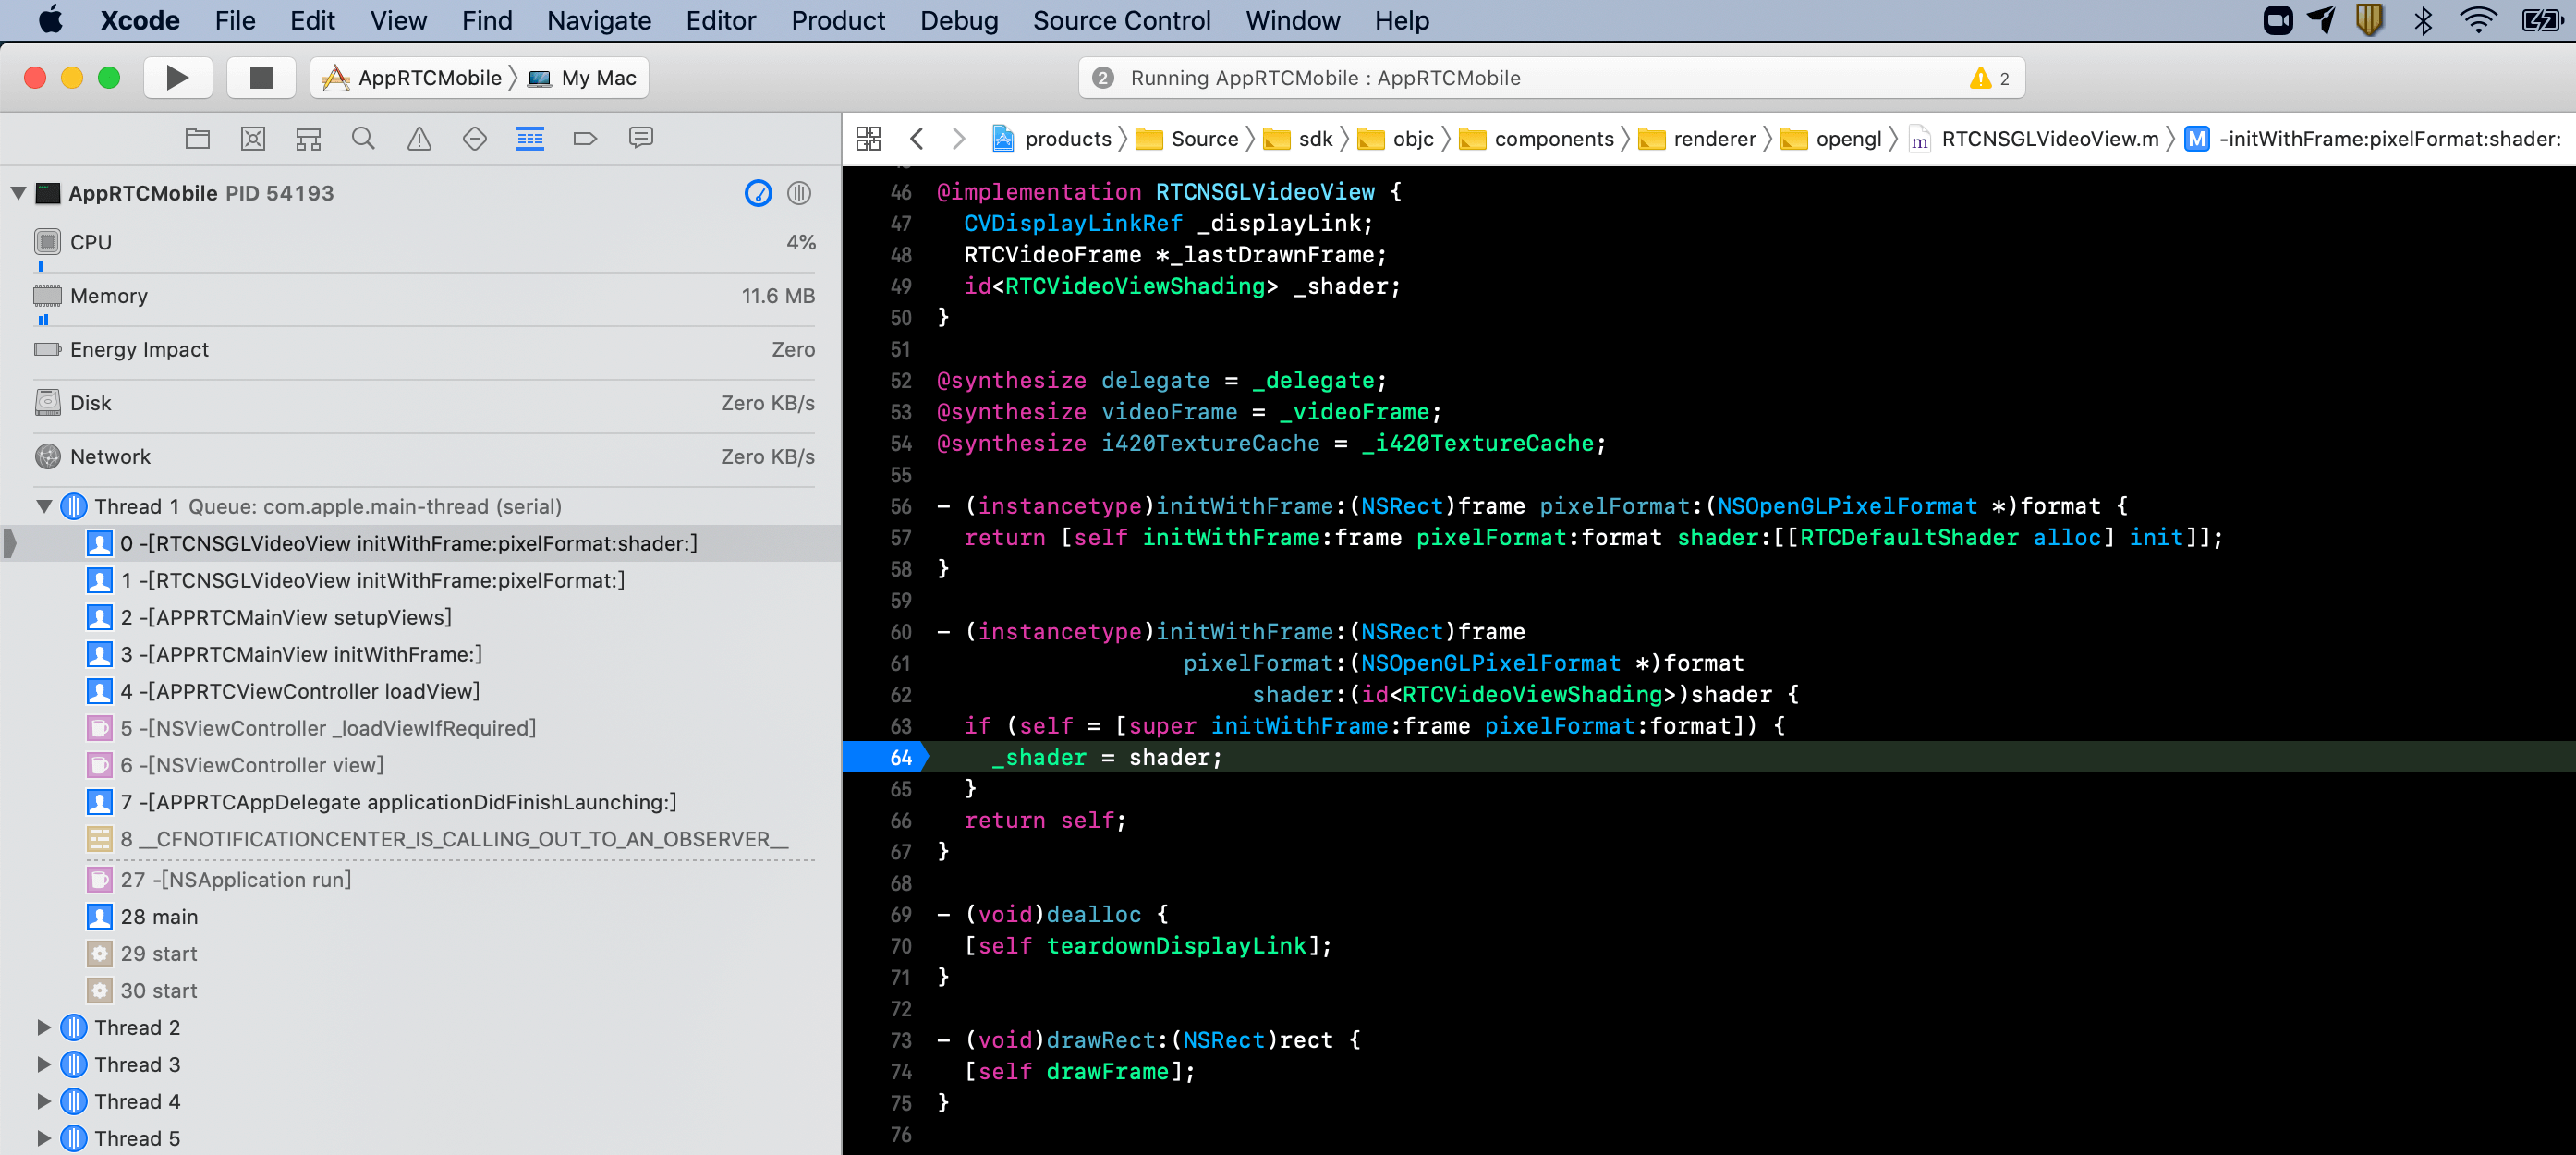 Xcode File Edit View Find Navigate Editor Product Debug Source Control Window Help
AppRTCMobile My Mac
2 Running AppRTCMobile : AppRTCMobile 2
products Source sdk objc components renderer opengl m RTCNSGLVideoView.m M -initWithFrame:pixelFormat:shader:
AppRTCMobile PID 54193
CPU 4%
Memory 11.6 MB
Energy Impact Zero
Disk Zero KB/s
Network Zero KB/s
Thread 1 Queue: com.apple.main-thread (serial)
0 -[RTCNSGLVideoView initWithFrame:pixelFormat:shader:]
1 -[RTCNSGLVideoView initWithFrame:pixelFormat:]
2 -[APPRTCMainView setupViews]
3 -[APPRTCMainView initWithFrame:]
4 -[APPRTCViewController loadView]
5 -[NSViewController _loadViewIfRequired]
6 -[NSViewController view]
7 -[APPRTCAppDelegate applicationDidFinishLaunching:]
8 __CFNOTIFICATIONCENTER_IS_CALLING_OUT_TO_AN_OBSERVER__
27 -[NSApplication run]
28 main
29 start
30 start
Thread 2
Thread 3
Thread 4
Thread 5
46 @implementation RTCNSGLVideoView {
47 CVDisplayLinkRef _displayLink;
48 RTCVideoFrame *_lastDrawnFrame;
49 id<RTCVideoViewShading> _shader;
50 }
51
52 @synthesize delegate = _delegate;
53 @synthesize videoFrame = _videoFrame;
54 @synthesize i420TextureCache = _i420TextureCache;
55
56 - (instancetype)initWithFrame:(NSRect)frame pixelFormat:(NSOpenGLPixelFormat *)format {
57 return [self initWithFrame:frame pixelFormat:format shader:[[RTCDefaultShader alloc] init]];
58 }
59
60 - (instancetype)initWithFrame:(NSRect)frame
61 pixelFormat:(NSOpenGLPixelFormat *)format
62 shader:(id<RTCVideoViewShading>)shader {
63 if (self = [super initWithFrame:frame pixelFormat:format]) {
64 _shader = shader;
65 }
66 return self;
67 }
68
69 - (void)dealloc {
70 [self teardownDisplayLink];
71 }
72
73 - (void)drawRect:(NSRect)rect {
74 [self drawFrame];
75 }
76